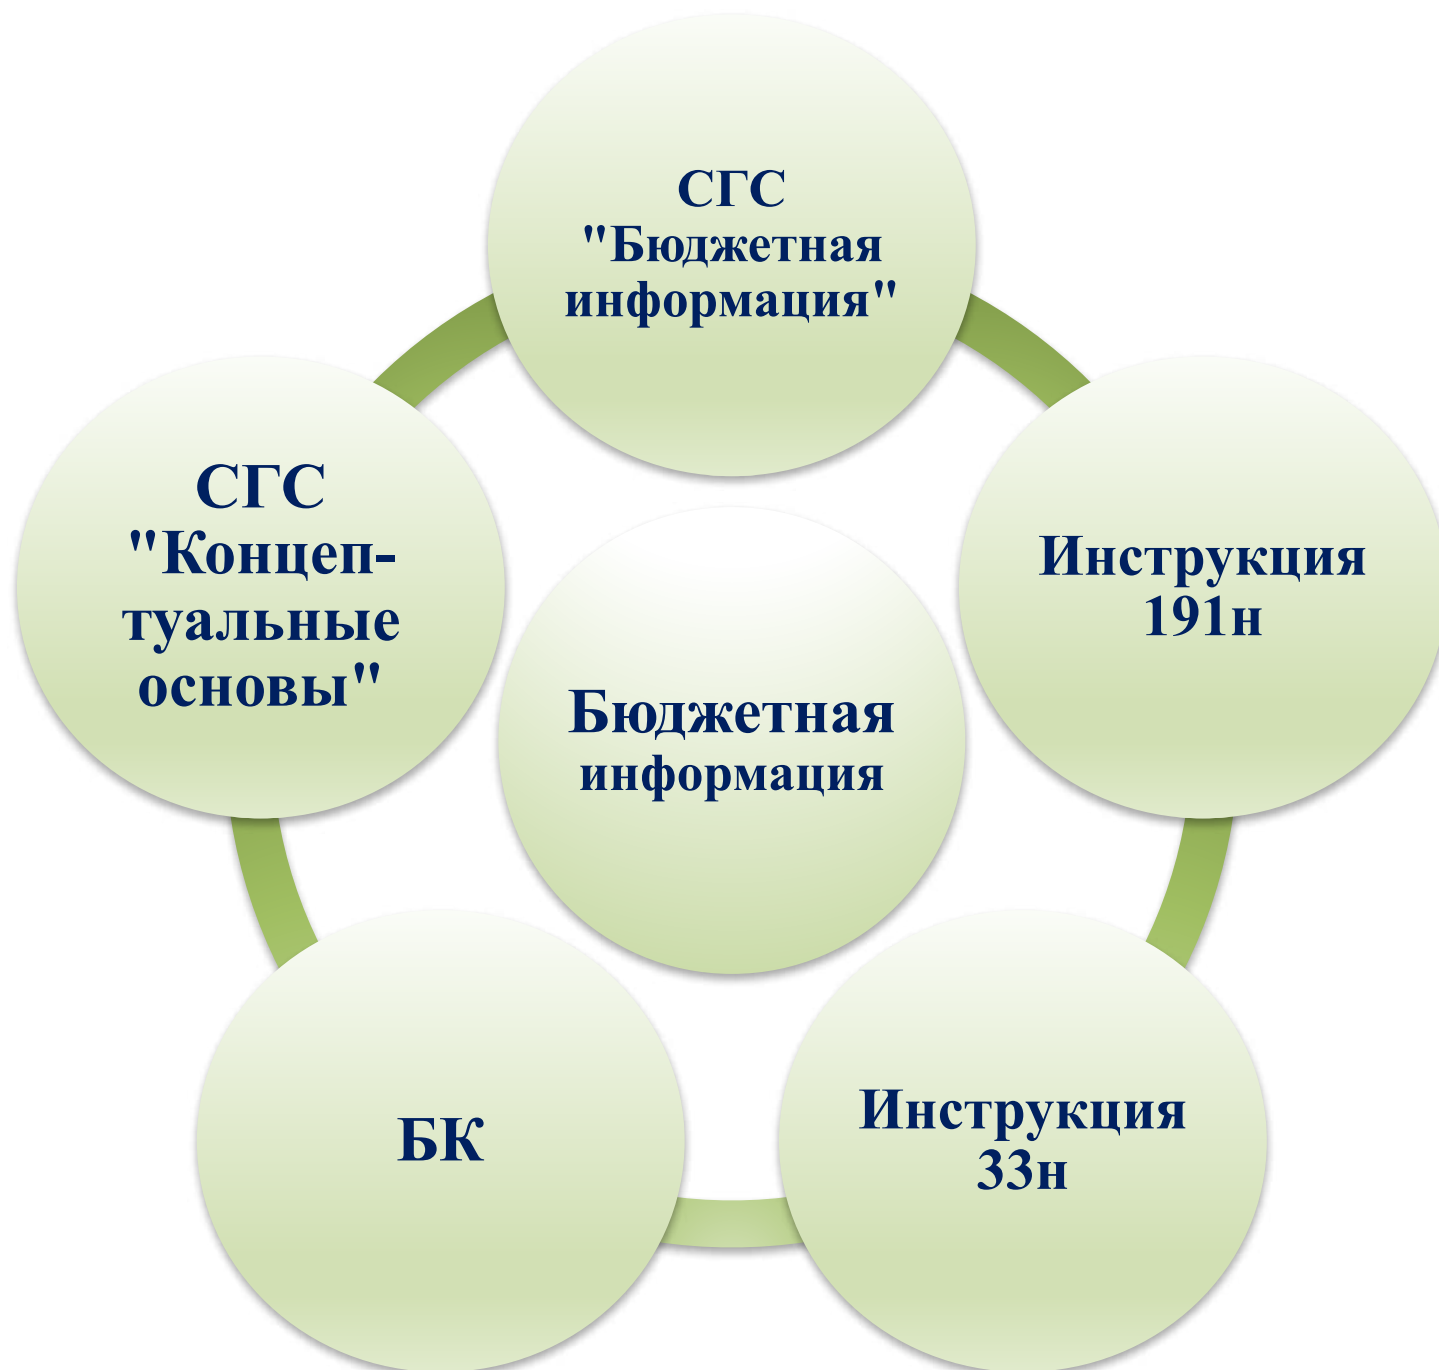 СГС
"Бюджетная
информация"
СГС
"Концеп-
туальные
основы"
Инструкция
191н
Бюджетная
информация
БК
Инструкция
33н